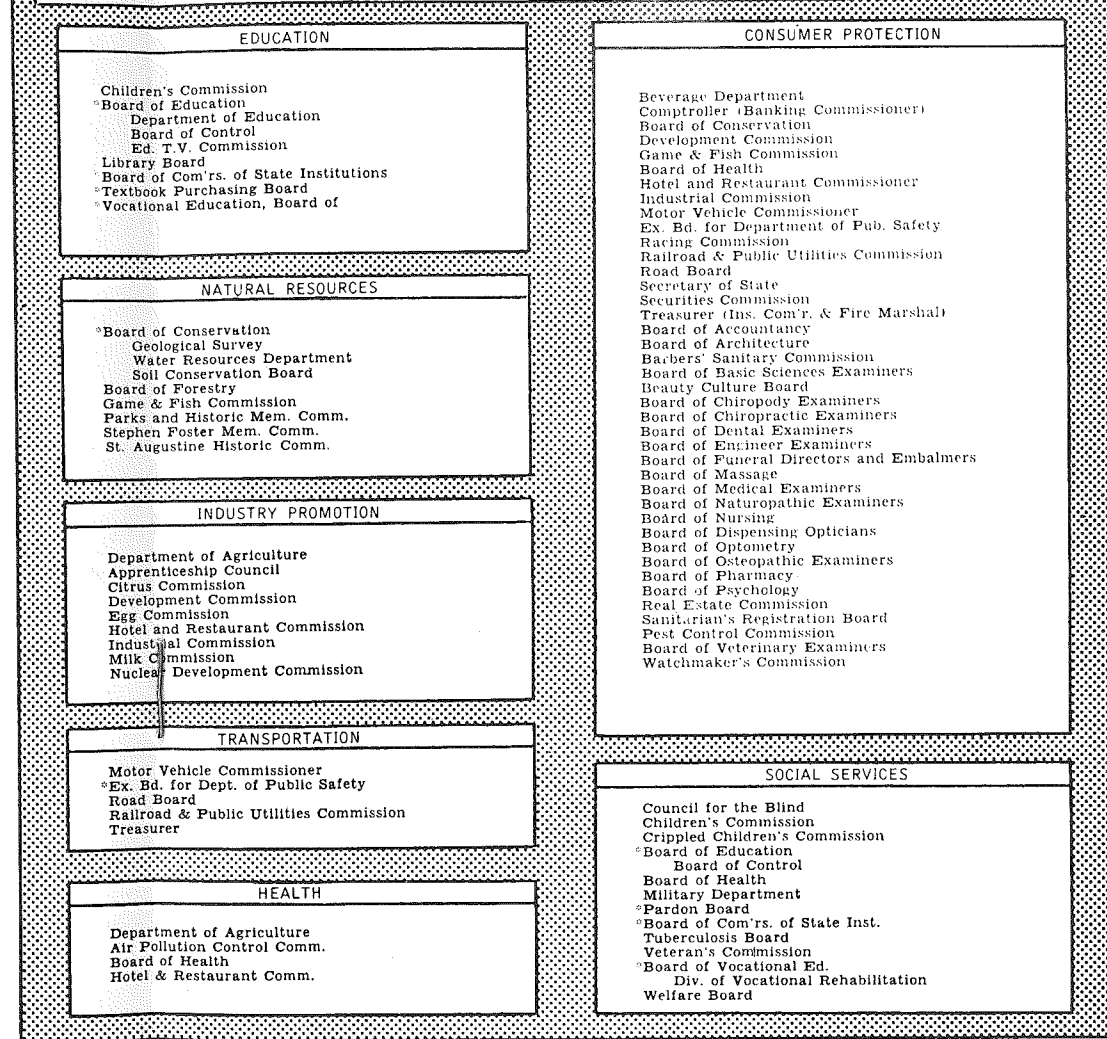 EDUCATION
Children's Commission
*Board of Education
Department of Education
Board of Control
Ed. T.V. Commission
Library Board
*Board of Com'rs. of State Institutions
*Textbook Purchasing Board
*Vocational Education, Board of
NATURAL RESOURCES
*Board of Conservation
Geological Survey
Water Resources Department
Soil Conservation Board
Board of Forestry
Game & Fish Commission
Parks and Historic Mem. Comm.
Stephen Foster Mem. Comm.
St. Augustine Historic Comm.
INDUSTRY PROMOTION
Department of Agriculture
Apprenticeship Council
Citrus Commission
Development Commission
Egg Commission
Hotel and Restaurant Commission
Industrial Commission
Milk Commission
Nuclear Development Commission
TRANSPORTATION
Motor Vehicle Commissioner
*Ex. Bd. for Dept. of Public Safety
Road Board
Railroad & Public Utilities Commission
Treasurer
HEALTH
Department of Agriculture
Air Pollution Control Comm.
Board of Health
Hotel & Restaurant Comm.
CONSUMER PROTECTION
Beverage Department
Comptroller (Banking Commissioner)
Board of Conservation
Development Commission
Game & Fish Commission
Board of Health
Hotel and Restaurant Commissioner
Industrial Commission
Motor Vehicle Commissioner
Ex. Bd. for Department of Pub. Safety
Racing Commission
Railroad & Public Utilities Commission
Road Board
Secretary of State
Securities Commission
Treasurer (Ins. Com'r. & Fire Marshal)
Board of Accountancy
Board of Architecture
Barbers' Sanitary Commission
Board of Basic Sciences Examiners
Beauty Culture Board
Board of Chiropody Examiners
Board of Chiropractic Examiners
Board of Dental Examiners
Board of Engineer Examiners
Board of Funeral Directors and Embalmers
Board of Massage
Board of Medical Examiners
Board of Naturopathic Examiners
Board of Nursing
Board of Dispensing Opticians
Board of Optometry
Board of Osteopathic Examiners
Board of Pharmacy
Board of Psychology
Real Estate Commission
Sanitarian's Registration Board
Pest Control Commission
Board of Veterinary Examiners
Watchmaker's Commission
SOCIAL SERVICES
Council for the Blind
Children's Commission
Crippled Children's Commission
*Board of Education
Board of Control
Board of Health
Military Department
*Pardon Board
*Board of Com'rs. of State Inst.
Tuberculosis Board
Veteran's Commission
*Board of Vocational Ed.
Div. of Vocational Rehabilitation
Welfare Board